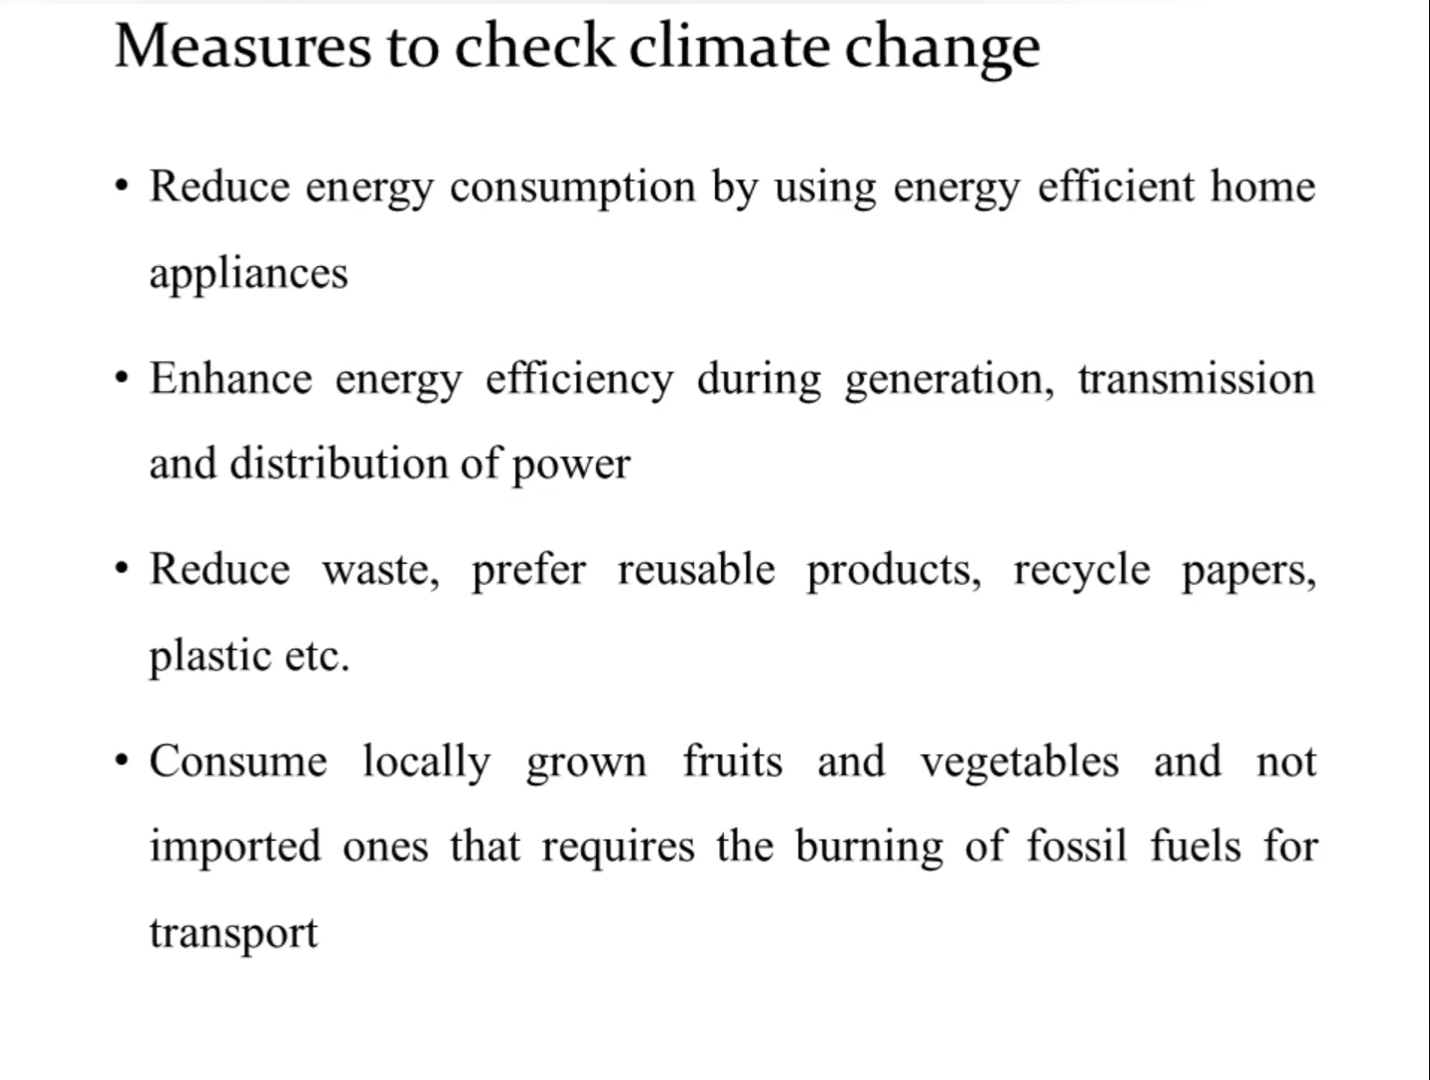 Measures to check climate change
• Reduce energy consumption by using energy efficient home
appliances
• Enhance energy efficiency during generation, transmission
and distribution of power
• Reduce waste, prefer reusable products, recycle papers,
plastic etc.
• Consume locally grown fruits and vegetables and not
imported ones that requires the burning of fossil fuels for
transport